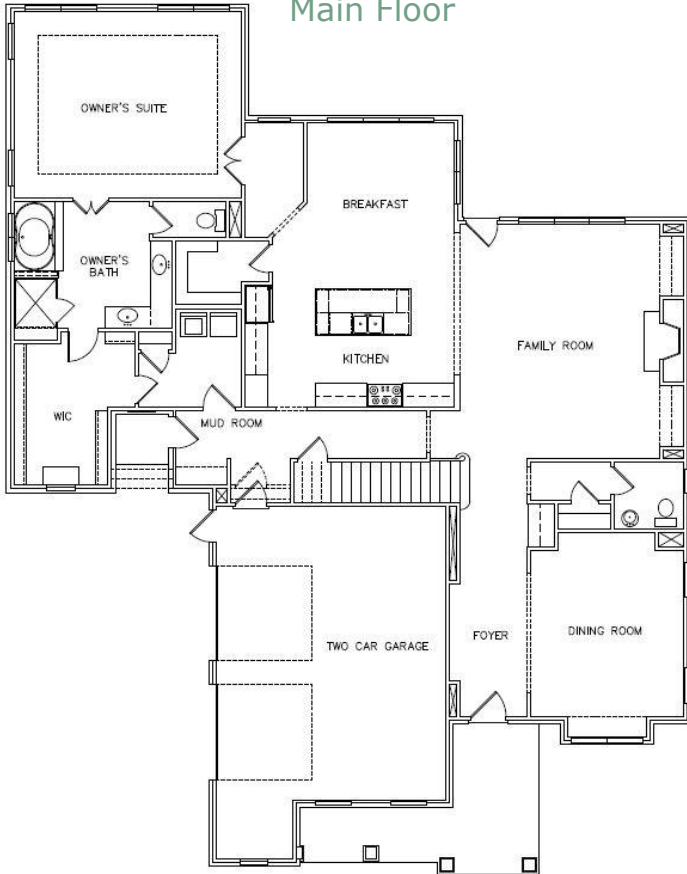 Main Floor
OWNER'S SUITE
BREAKFAST
OWNER'S
BATH
FAMILY ROOM
KITCHEN
WIC
MUD ROOM
FOYER
DINING ROOM
TWO CAR GARAGE